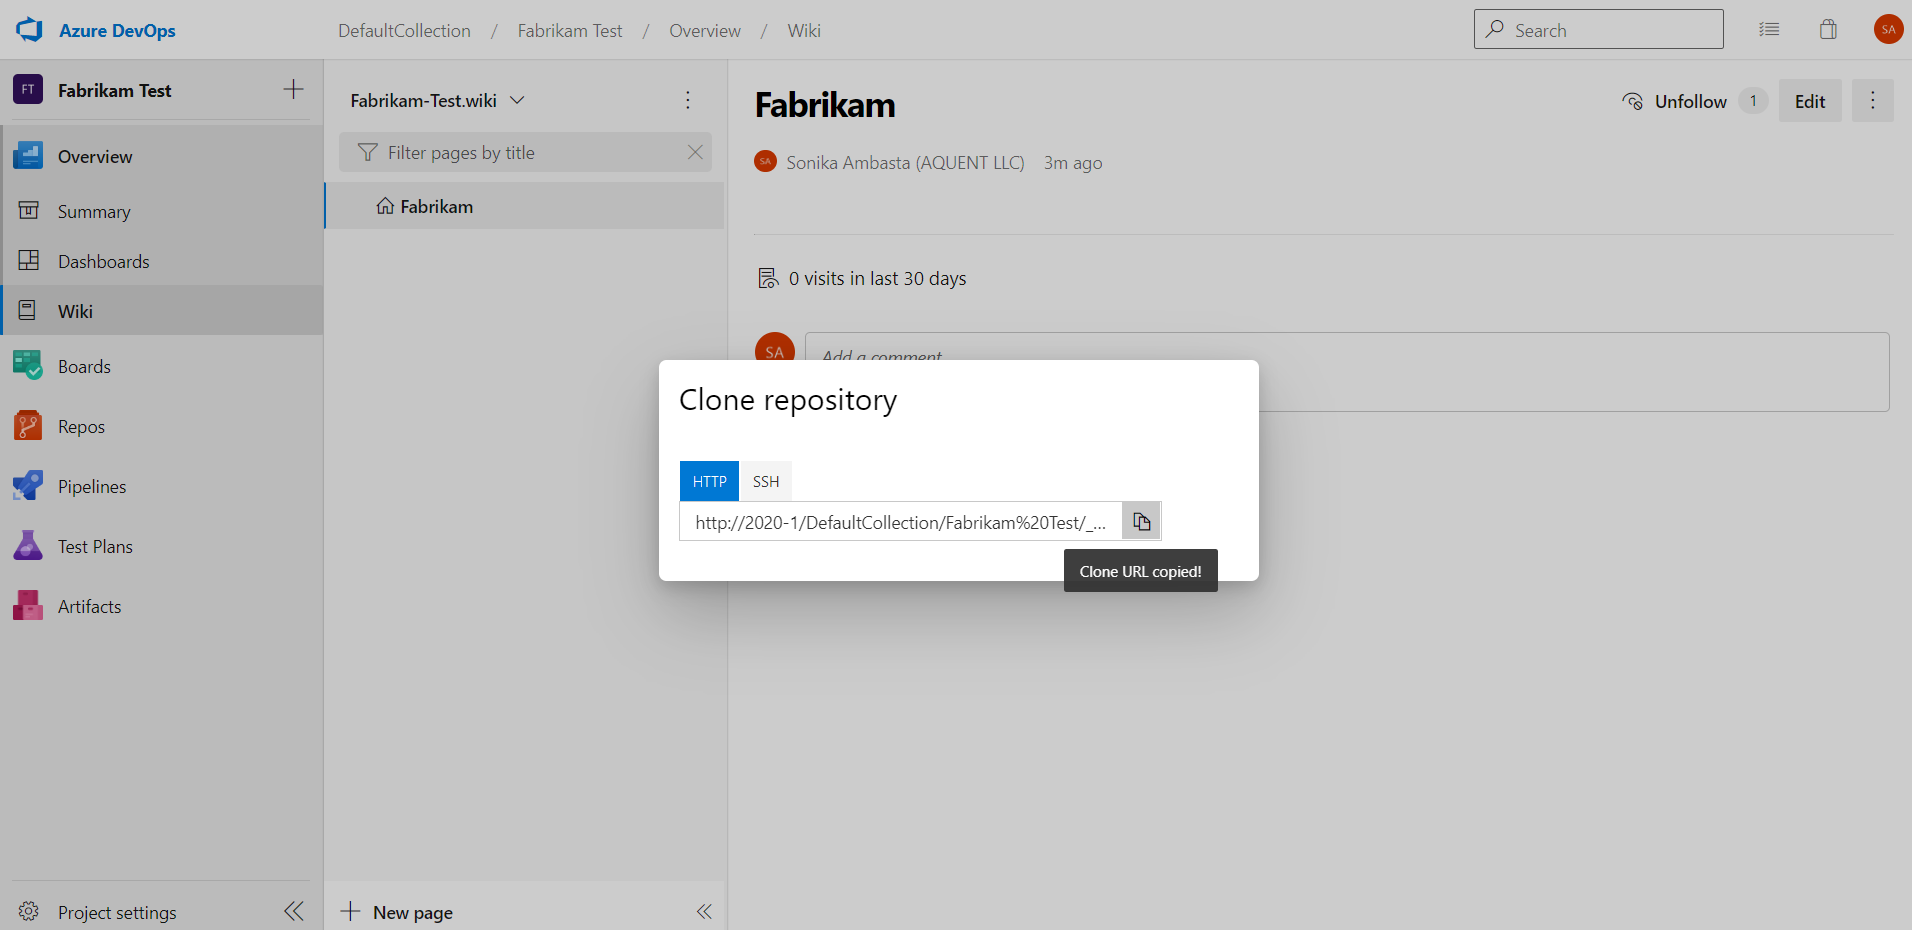 Azure DevOps
DefaultCollection / Fabrikam Test / Overview / Wiki
Search
SA
FT
Fabrikam Test
Overview
Summary
Dashboards
Wiki
Boards
Repos
Pipelines
Test Plans
Artifacts
Project settings
Fabrikam-Test.wiki
Filter pages by title
Fabrikam
New page
Fabrikam
Unfollow 1
Edit
SA Sonika Ambasta (AQUENT LLC) 3m ago
0 visits in last 30 days
SA
Add a comment
Clone repository
HTTP SSH
http://2020-1/DefaultCollection/Fabrikam%20Test/_...
Clone URL copied!